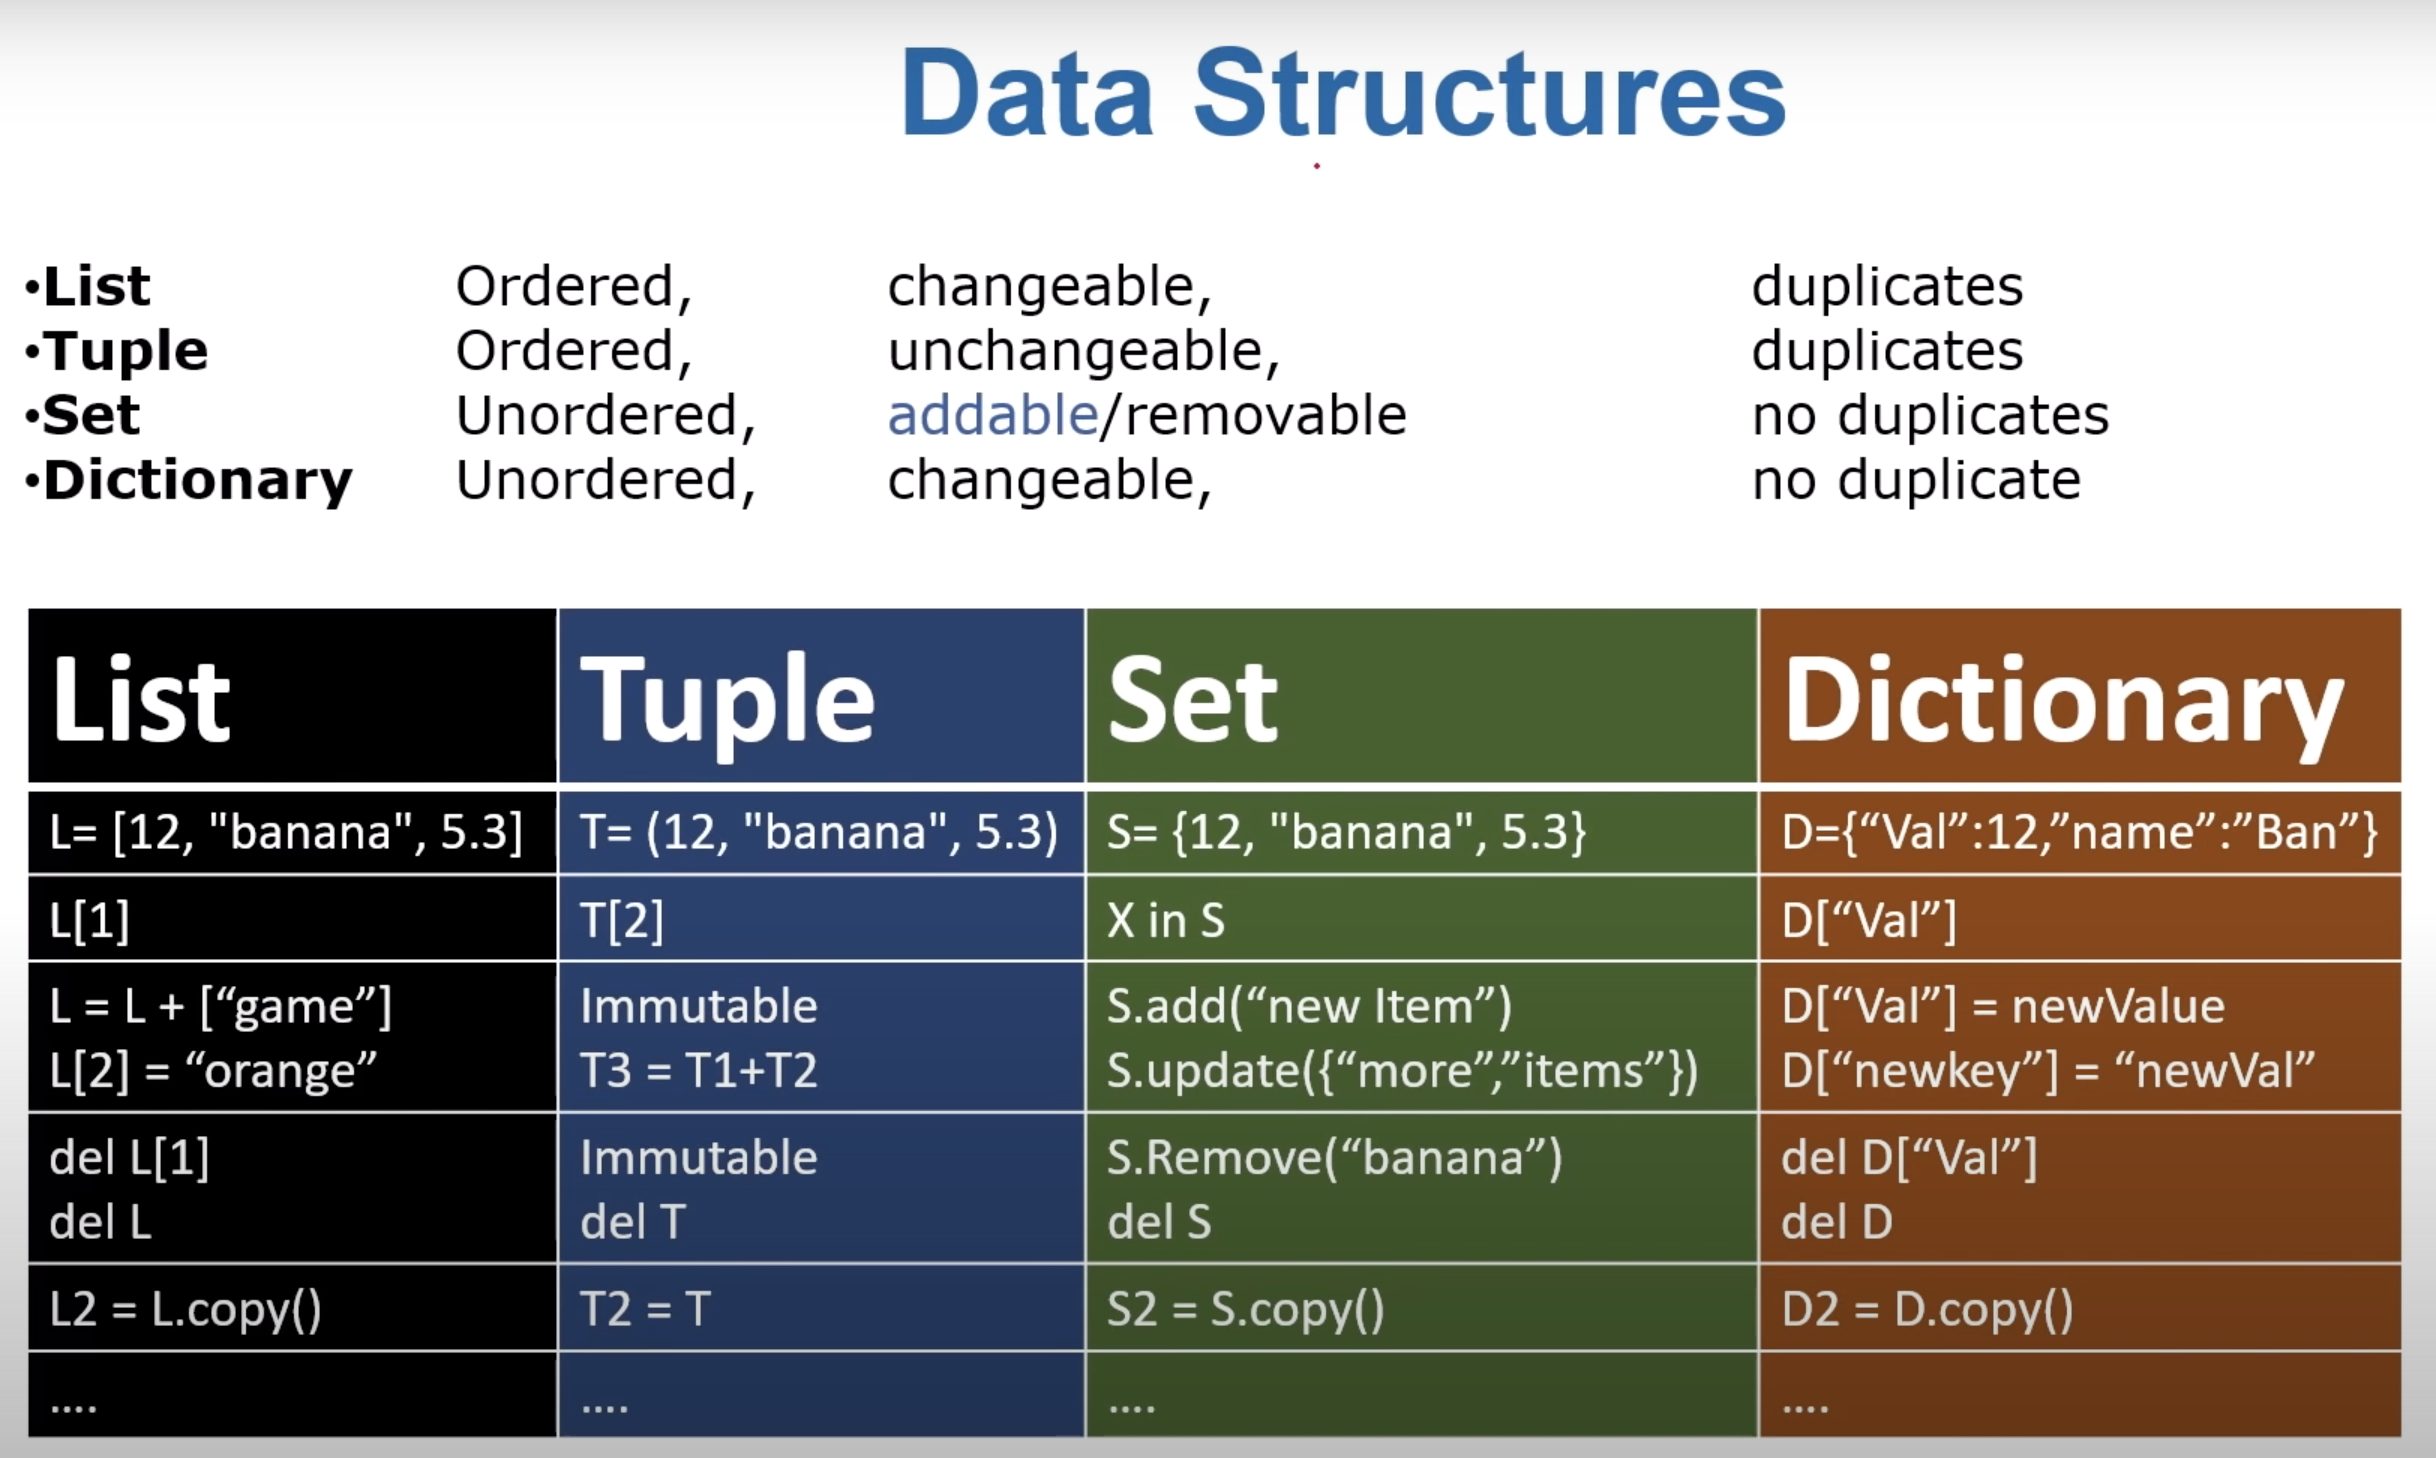 Data Structures
•List Ordered, changeable, duplicates
•Tuple Ordered, unchangeable, duplicates
•Set Unordered, addable/removable no duplicates
•Dictionary Unordered, changeable, no duplicate
List Tuple Set Dictionary
L= [12, "banana", 5.3] T= (12, "banana", 5.3) S= {12, "banana", 5.3} D={“Val”:12,”name”:”Ban”}
L[1] T[2] X in S D[“Val”]
L = L + [“game”] Immutable S.add(“new Item”) D[“Val”] = newValue
L[2] = “orange” T3 = T1+T2 S.update({“more”,”items”}) D[“newkey”] = “newVal”
del L[1] Immutable S.Remove(“banana”) del D[“Val”]
del L del T del S del D
L2 = L.copy() T2 = T S2 = S.copy() D2 = D.copy()
.... .... .... ....